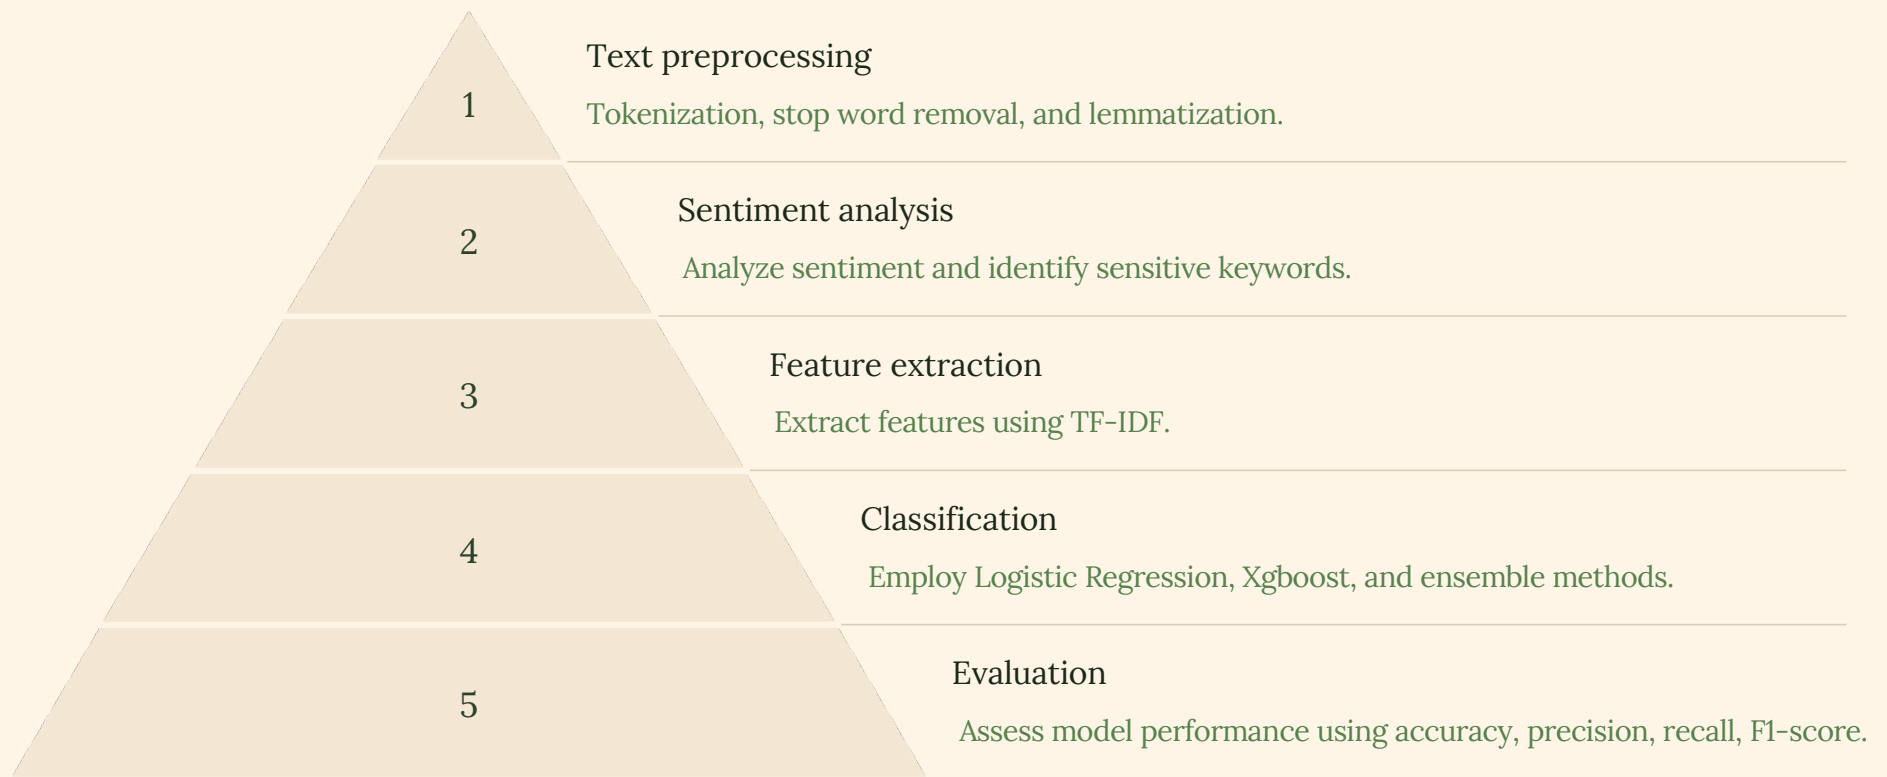 1
Text preprocessing
Tokenization, stop word removal, and lemmatization.
2
Sentiment analysis
Analyze sentiment and identify sensitive keywords.
3
Feature extraction
Extract features using TF-IDF.
4
Classification
Employ Logistic Regression, Xgboost, and ensemble methods.
5
Evaluation
Assess model performance using accuracy, precision, recall, F1-score.